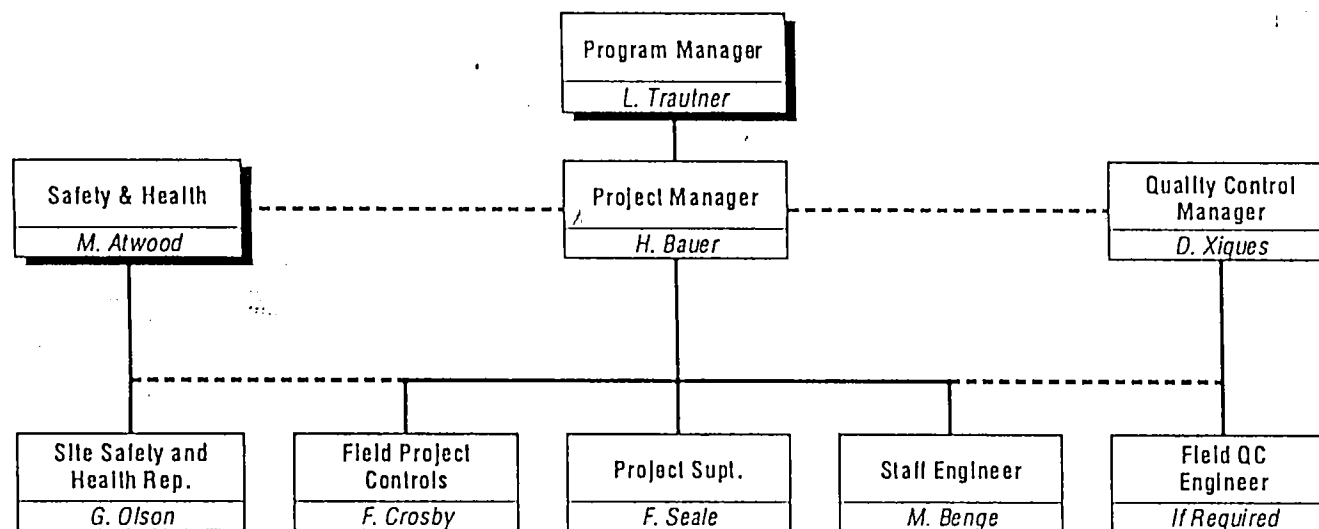 Program Manager
L. Trautner
Safety & Health
M. Atwood
Project Manager
H. Bauer
Quality Control
Manager
D. Xiques
Site Safety and
Health Rep.
G. Olson
Field Project
Controls
F. Crosby
Project Supt.
F. Seale
Staff Engineer
M. Benge
Field QC
Engineer
If Required